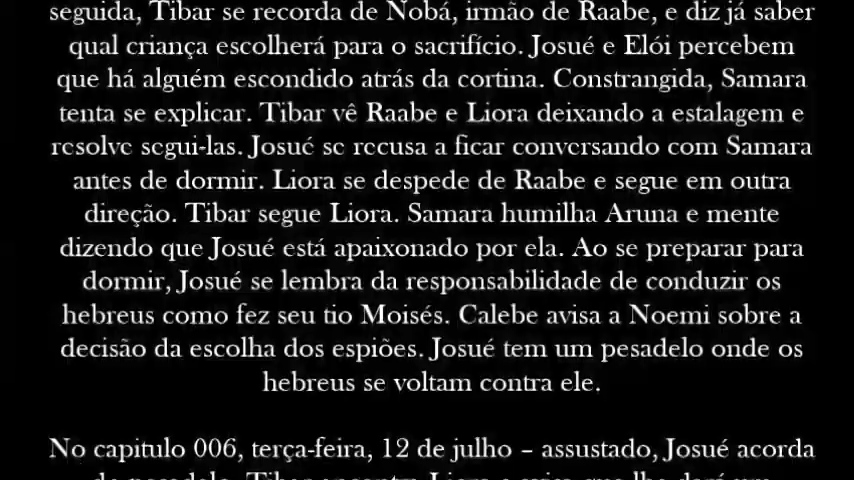 seguida, Tibar se recorda de Nobá, irmão de Raabe, e diz já saber
qual criança escolherá para o sacrifício. Josué e Elói percebem
que há alguém escondido atrás da cortina. Constrangida, Samara
tenta se explicar. Tibar vê Raabe e Liora deixando a estalagem e
resolve segui-las. Josué se recusa a ficar conversando com Samara
antes de dormir. Liora se despede de Raabe e segue em outra
direção. Tibar segue Liora. Samara humilha Aruna e mente
dizendo que Josué está apaixonado por ela. Ao se preparar para
dormir, Josué se lembra da responsabilidade de conduzir os
hebreus como fez seu tio Moisés. Calebe avisa a Noemi sobre a
decisão da escolha dos espiões. Josué tem um pesadelo onde os
hebreus se voltam contra ele.
No capitulo 006, terça-feira, 12 de julho – assustado, Josué acorda